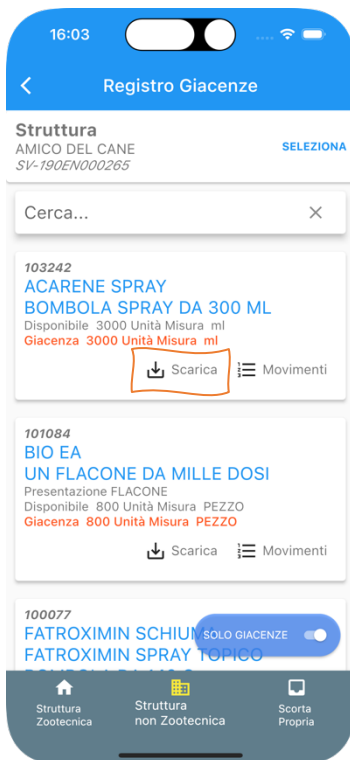 16:03
Registro Giacenze
Struttura
AMICO DEL CANE
SELEZIONA
SV-190EN000265
Cerca...
103242
ACARENE SPRAY
BOMBOLA SPRAY DA 300 ML
Disponibile 3000 Unità Misura ml
Giacenza 3000 Unità Misura ml
Scarica
Movimenti
101084
BIO EA
UN FLACONE DA MILLE DOSI
Presentazione FLACONE
Disponibile 800 Unità Misura PEZZO
Giacenza 800 Unità Misura PEZZO
Scarica
Movimenti
100077
FATROXIMIN SCHIUM
SOLO GIACENZE
FATROXIMIN SPRAY TOPICO
Struttura
Zootecnica
Struttura
non Zootecnica
Scorta
Propria